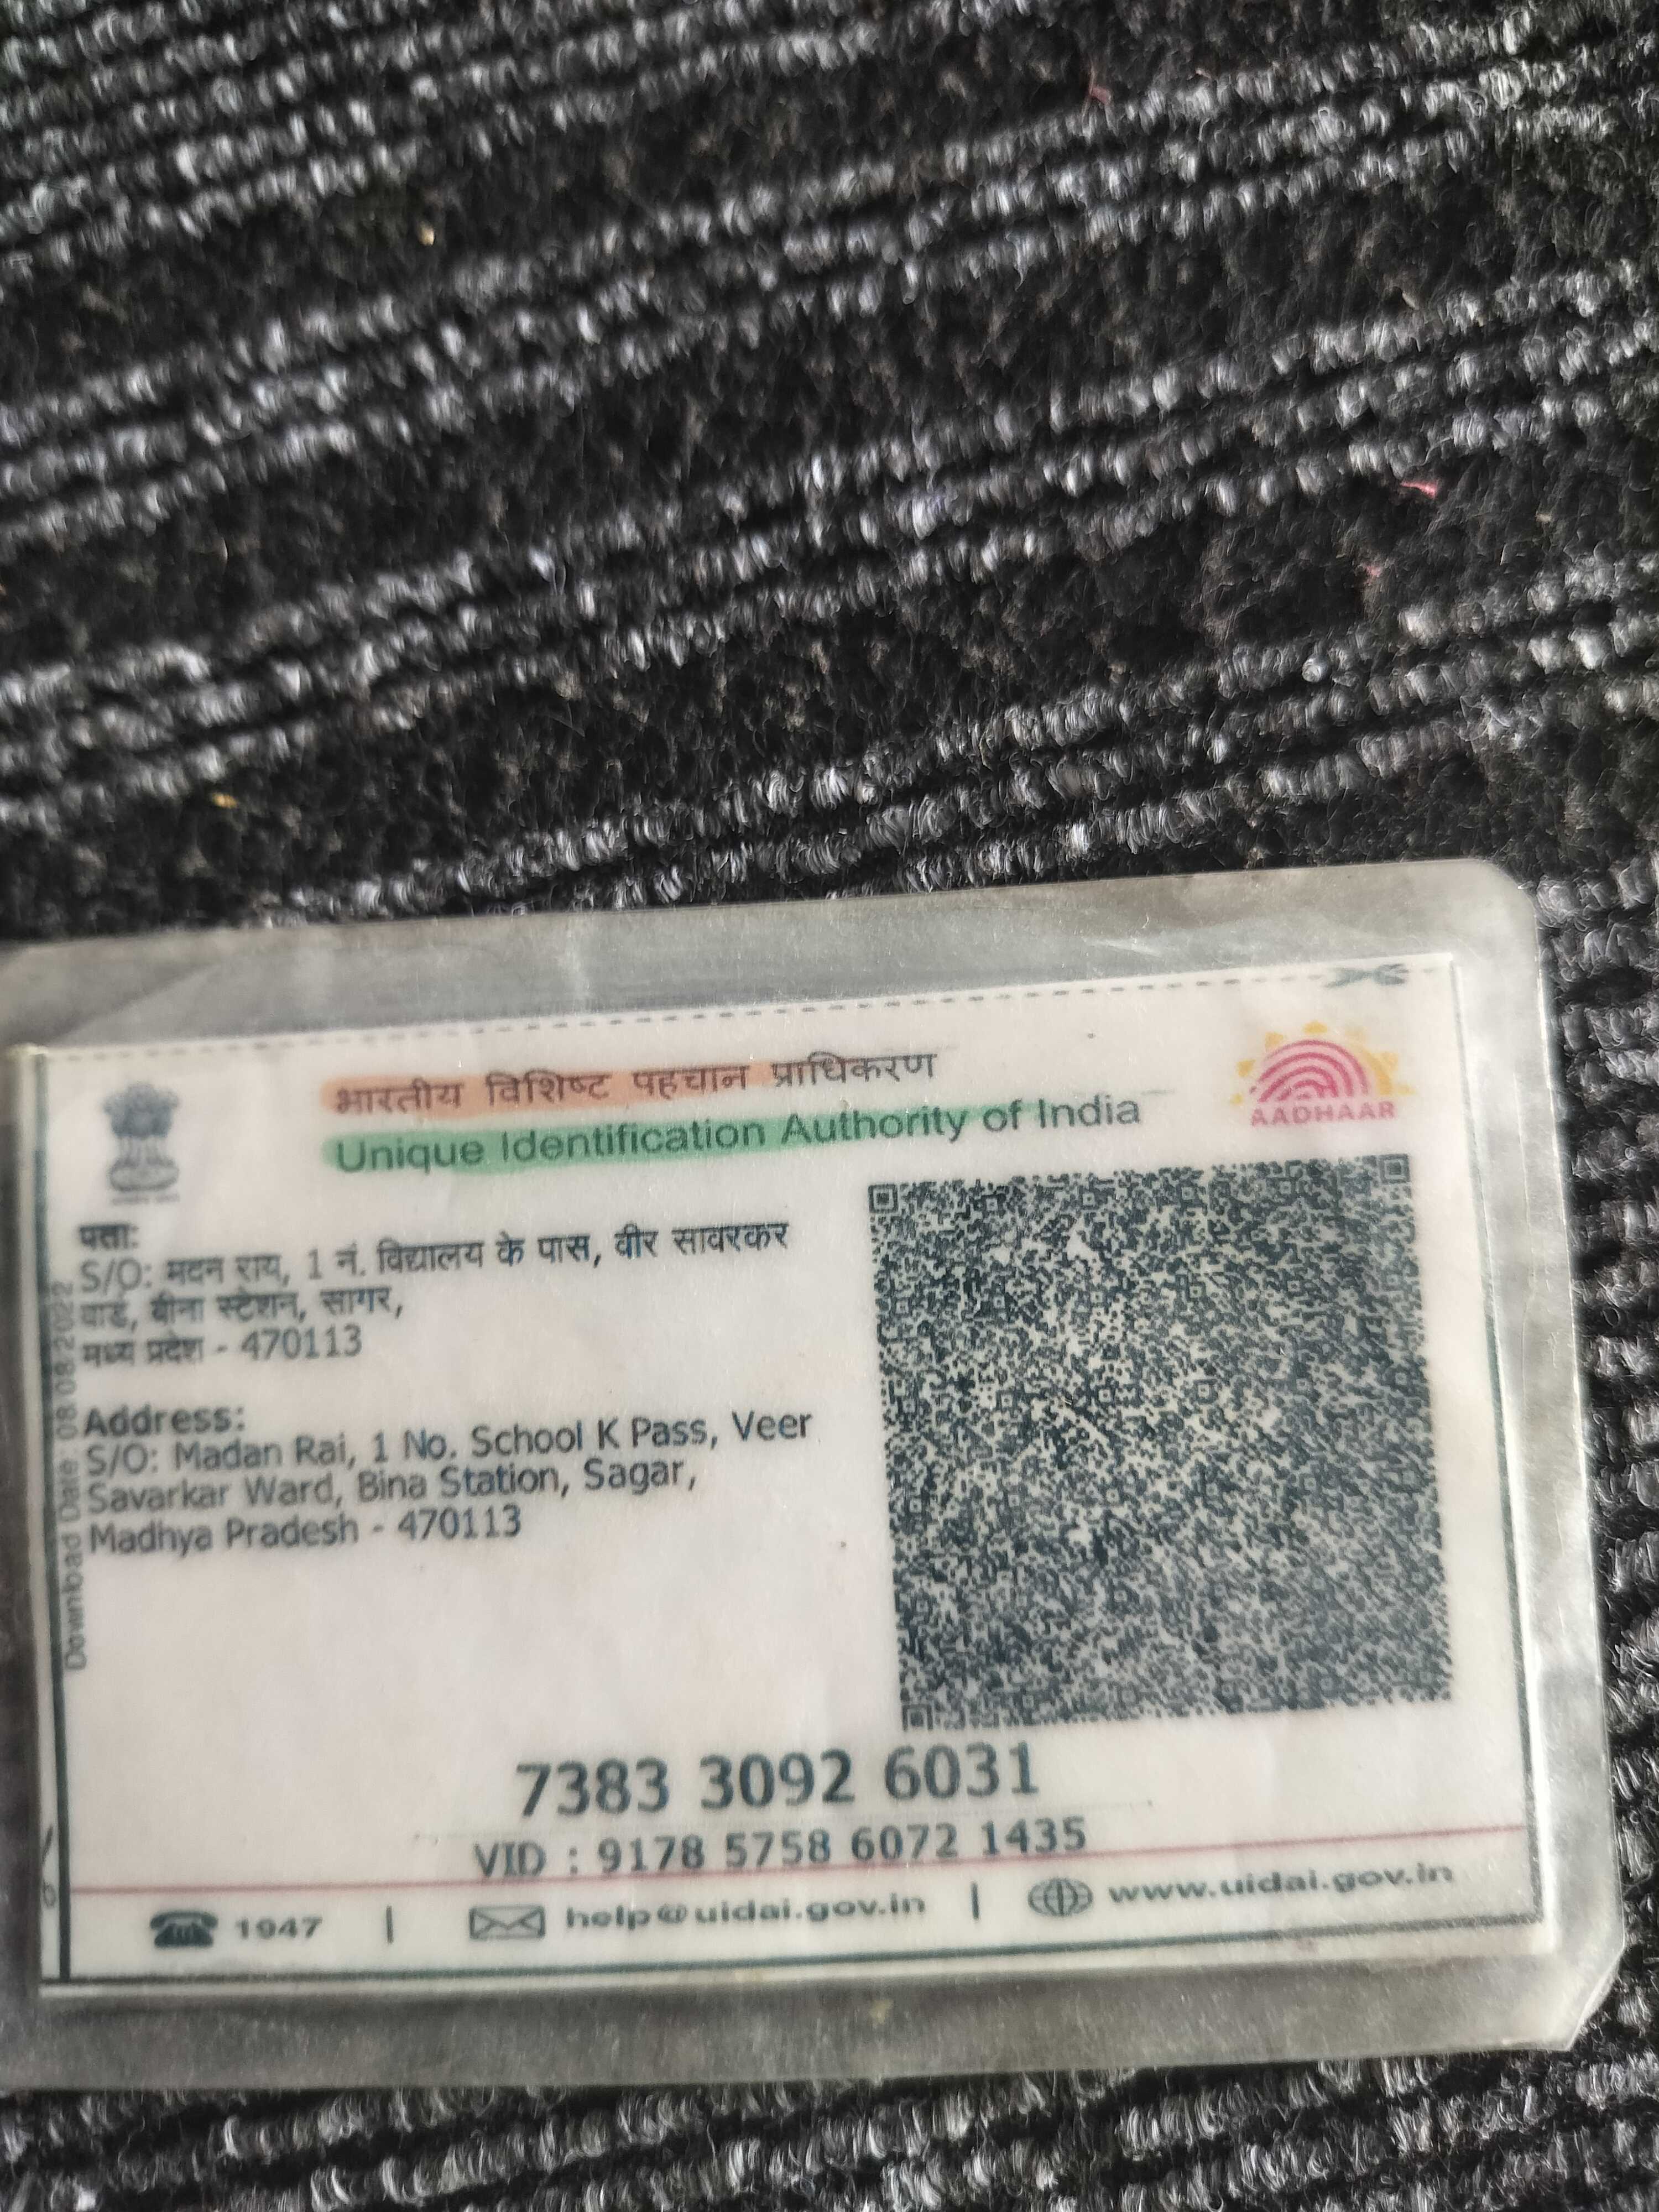 भारतीय विशिष्ट पहचान प्राधिकरण
Unique Identification Authority of India
AADHAAR
पता:
S/O: मदन राय, 1 नं. विद्यालय के पास, वीर सावरकर
वार्ड, बीना स्टेशन, सागर,
मध्य प्रदेश - 470113
Address:
S/O: Madan Rai, 1 No. School K Pass, Veer
Savarkar Ward, Bina Station, Sagar,
Madhya Pradesh - 470113
Download Date: 08/08/2022
7383 3092 6031
VID : 9178 5758 6072 1435
1947 | help@uidai.gov.in | www.uidai.gov.in